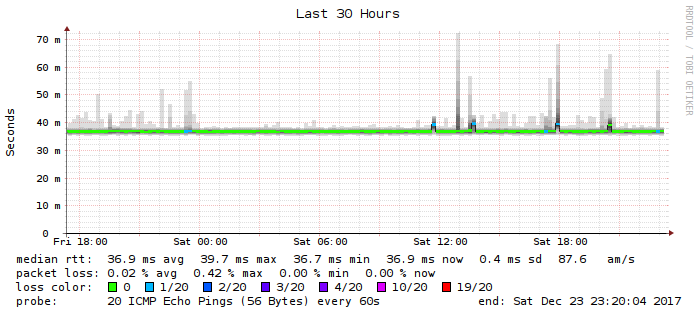 Last 30 Hours
RRDTOOL / TOBI OETIKER
Seconds
70 m
60 m
50 m
40 m
30 m
20 m
10 m
0
Fri 18:00 Sat 00:00 Sat 06:00 Sat 12:00 Sat 18:00
median rtt: 36.9 ms avg 39.7 ms max 36.7 ms min 36.9 ms now 0.4 ms sd 87.6 am/s
packet loss: 0.02 % avg 0.42 % max 0.00 % min 0.00 % now
loss color: 0 1/20 2/20 3/20 4/20 10/20 19/20
probe: 20 ICMP Echo Pings (56 Bytes) every 60s end: Sat Dec 23 23:20:04 2017